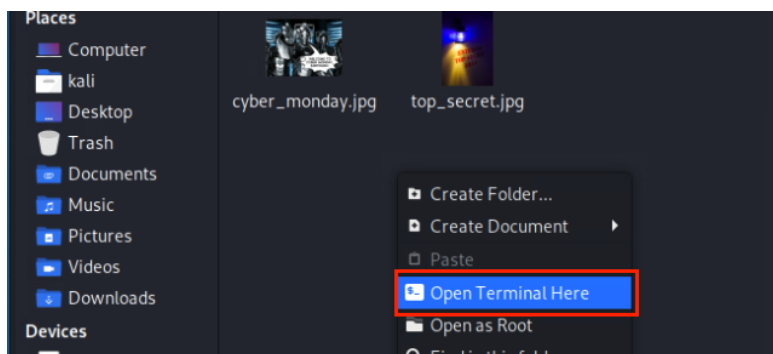 Places
Computer
kali
Desktop
Trash
Documents
Music
Pictures
Videos
Downloads
Devices
cyber_monday.jpg
top_secret.jpg
Create Folder...
Create Document
Paste
Open Terminal Here
Open as Root